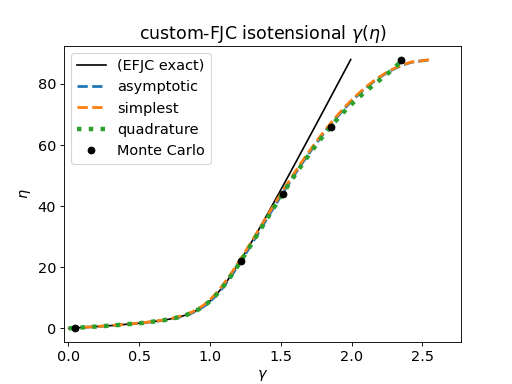 custom-FJC isotensional γ(η)
(EFJC exact)
asymptotic
simplest
quadrature
Monte Carlo
η
80
60
40
20
0
0.0 0.5 1.0 1.5 2.0 2.5
γ